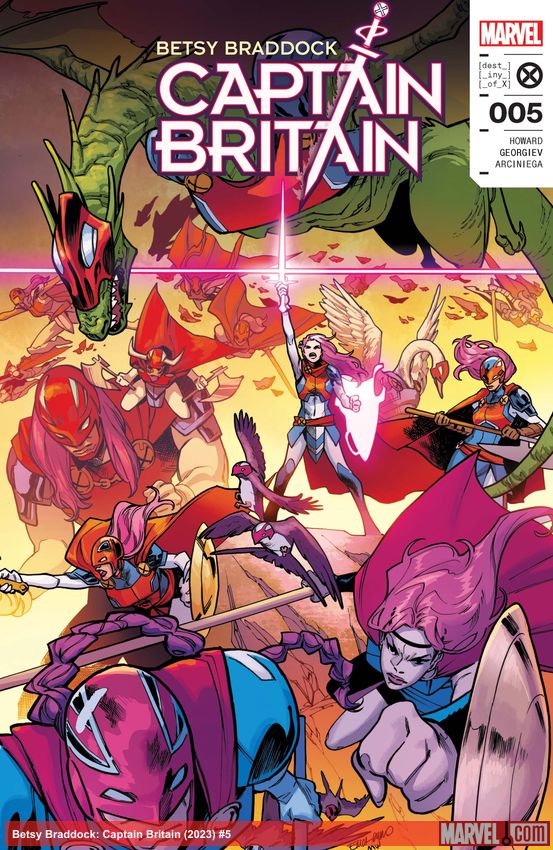 BETSY BRADDOCK
CAPTAIN
BRITAIN
MARVEL
[dest_]
[_iny_]
[_of_X]
005
HOWARD
GEORGIEV
ARCINIEGA
Betsy Braddock: Captain Britain (2023) #5
MARVEL.com